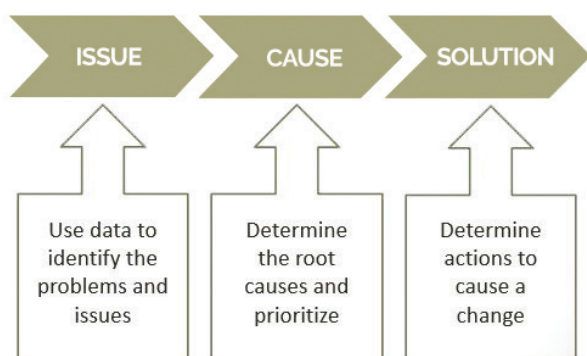 ISSUE
CAUSE
SOLUTION
Use data to
identify the
problems and
issues
Determine
the root
causes and
prioritize
Determine
actions to
cause a
change